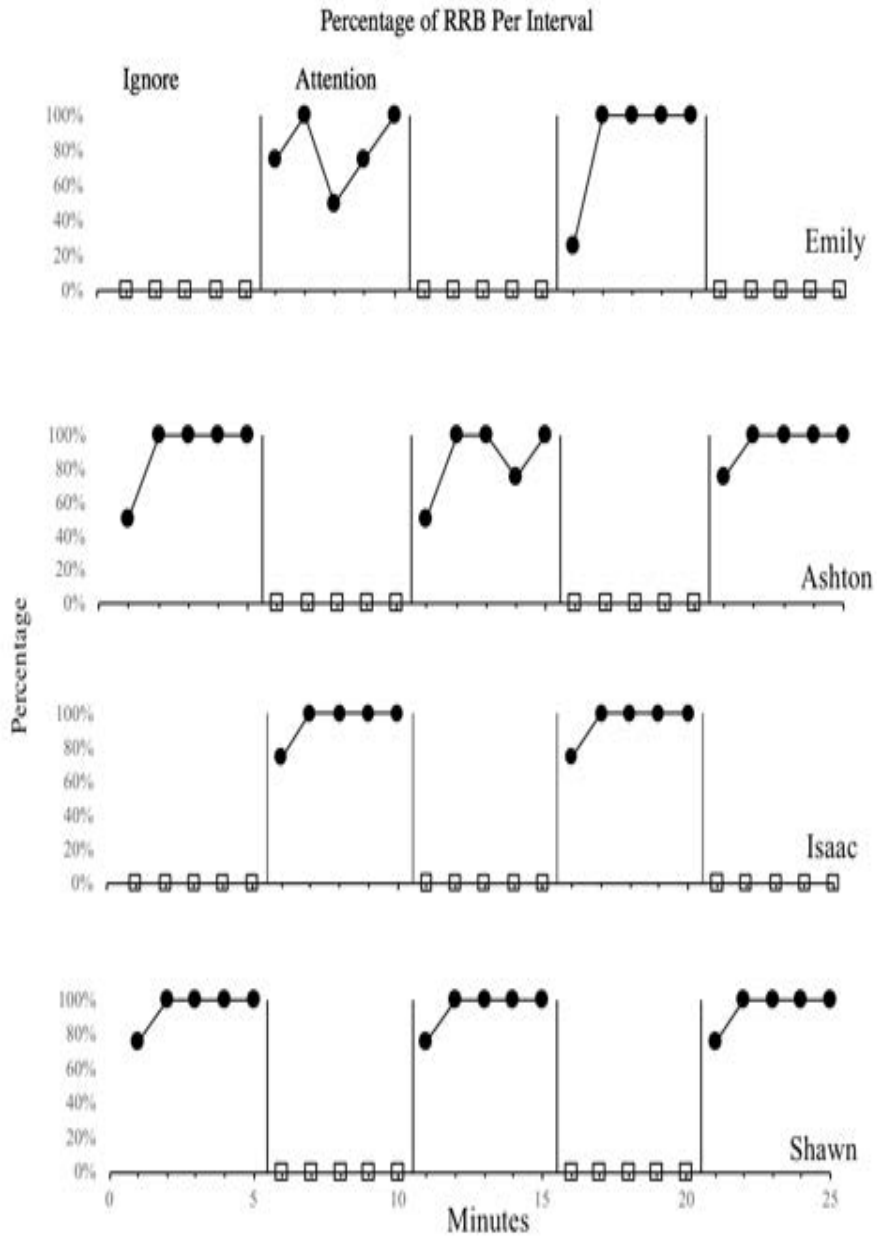 Percentage of RRB Per Interval
Ignore Attention
100%
80%
60%
40%
20%
0%
Emily
100%
80%
60%
40%
20%
0%
Ashton
Percentage
100%
80%
60%
40%
20%
0%
Isaac
100%
80%
60%
40%
20%
0%
Shawn
0 5 10 15 20 25
Minutes